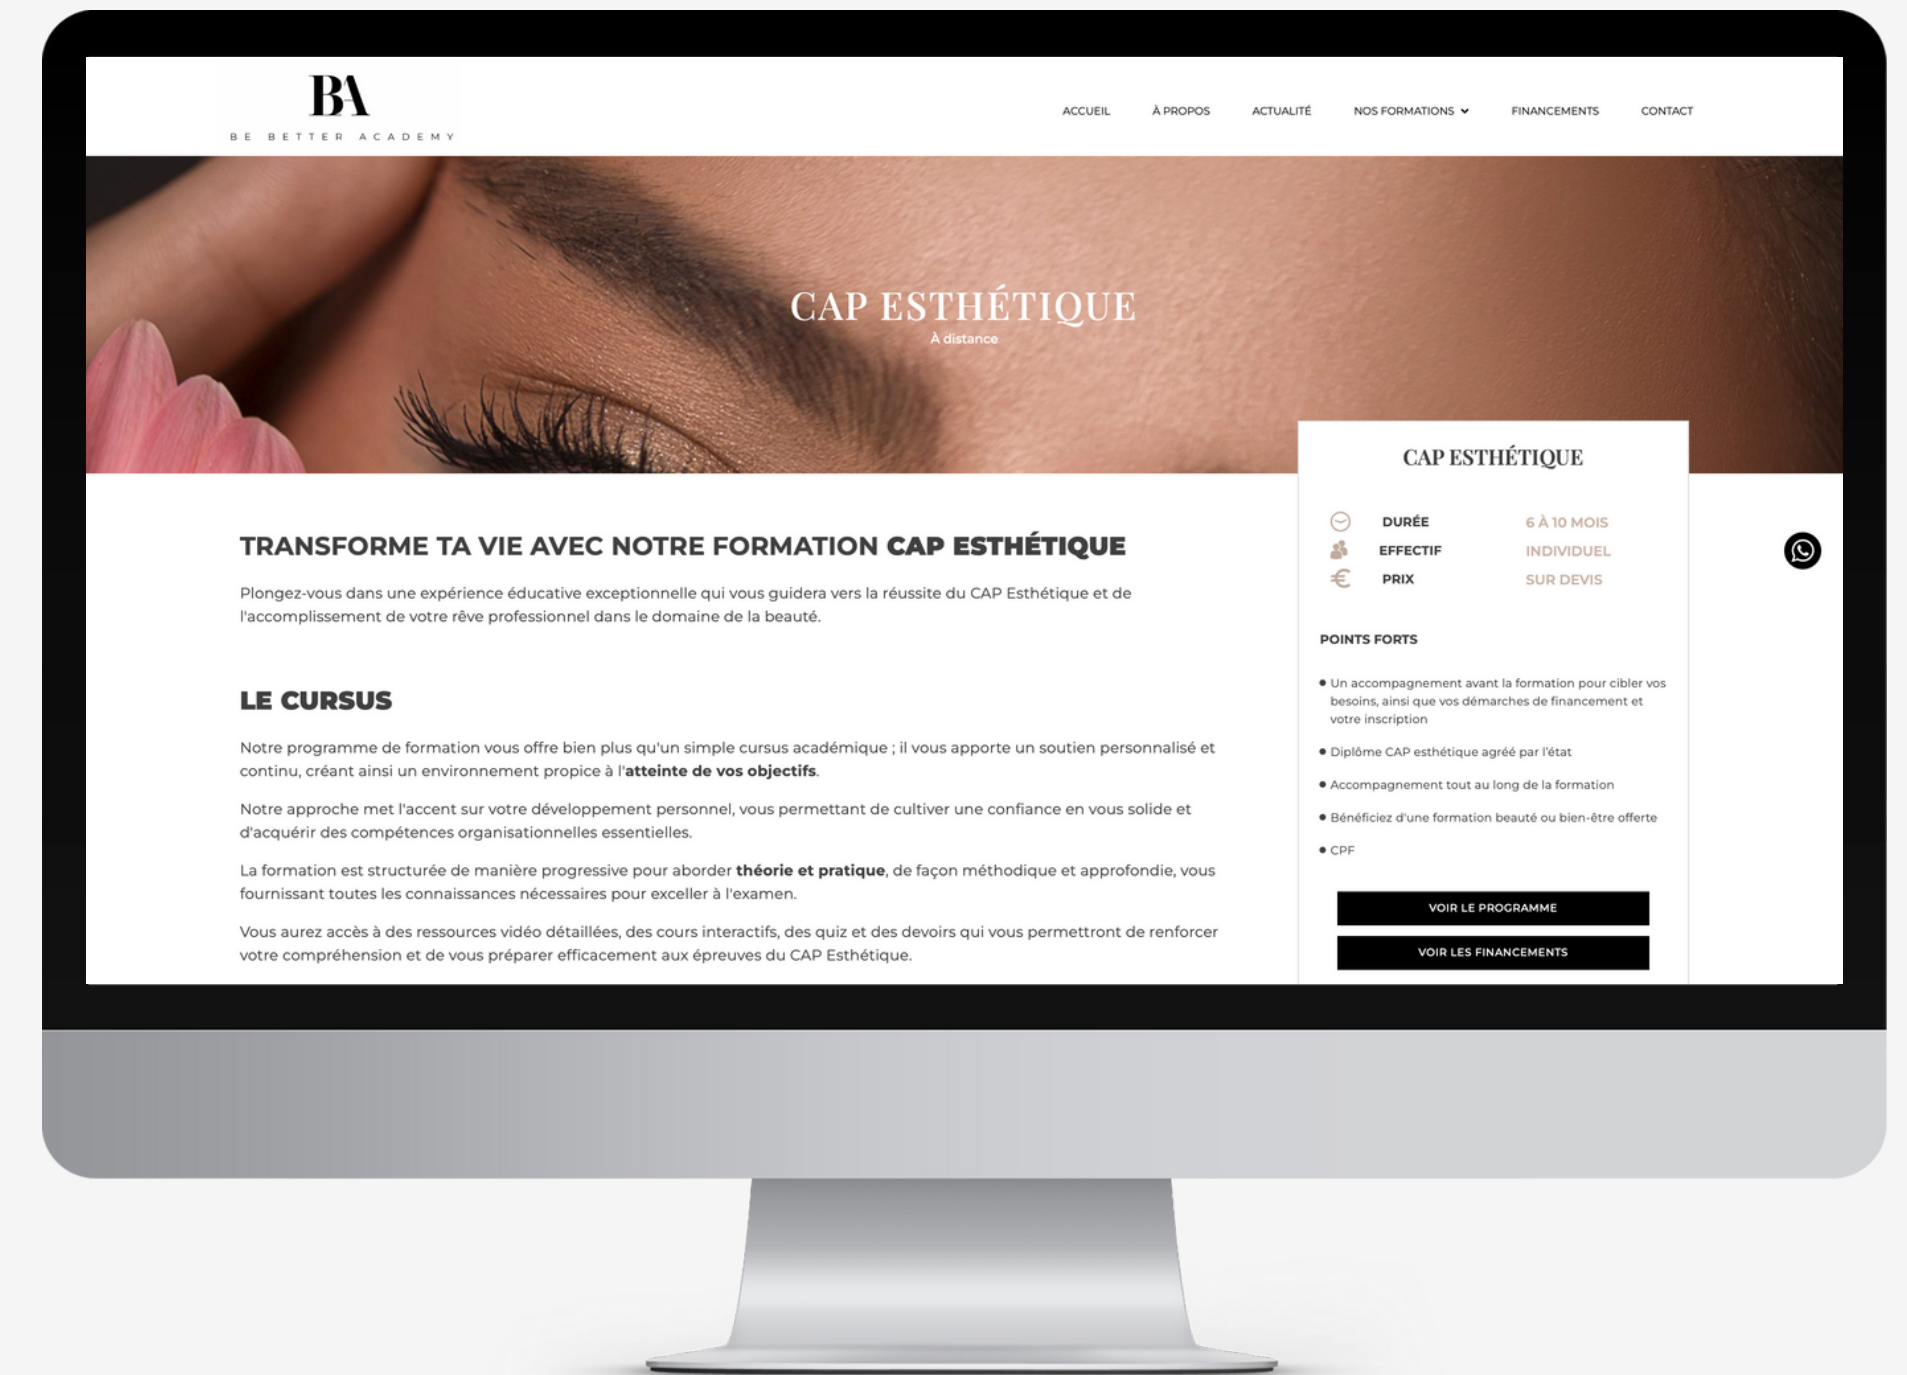 BA
BE BETTER ACADEMY
ACCUEIL À PROPOS ACTUALITÉ NOS FORMATIONS FINANCEMENTS CONTACT
CAP ESTHÉTIQUE
À distance
TRANSFORME TA VIE AVEC NOTRE FORMATION CAP ESTHÉTIQUE
Plongez-vous dans une expérience éducative exceptionnelle qui vous guidera vers la réussite du CAP Esthétique et de
l'accomplissement de votre rêve professionnel dans le domaine de la beauté.
LE CURSUS
Notre programme de formation vous offre bien plus qu'un simple cursus académique ; il vous apporte un soutien personnalisé et
continu, créant ainsi un environnement propice à l'atteinte de vos objectifs.
Notre approche met l'accent sur votre développement personnel, vous permettant de cultiver une confiance en vous solide et
d'acquérir des compétences organisationnelles essentielles.
La formation est structurée de manière progressive pour aborder théorie et pratique, de façon méthodique et approfondie, vous
fournissant toutes les connaissances nécessaires pour exceller à l'examen.
Vous aurez accès à des ressources vidéo détaillées, des cours interactifs, des quiz et des devoirs qui vous permettront de renforcer
votre compréhension et de vous préparer efficacement aux épreuves du CAP Esthétique.
CAP ESTHÉTIQUE
DURÉE 6 À 10 MOIS
EFFECTIF INDIVIDUEL
€ PRIX SUR DEVIS
POINTS FORTS
• Un accompagnement avant la formation pour cibler vos
besoins, ainsi que vos démarches de financement et
votre inscription
• Diplôme CAP esthétique agréé par l'état
• Accompagnement tout au long de la formation
• Bénéficiez d'une formation beauté ou bien-être offerte
• CPF
VOIR LE PROGRAMME
VOIR LES FINANCEMENTS